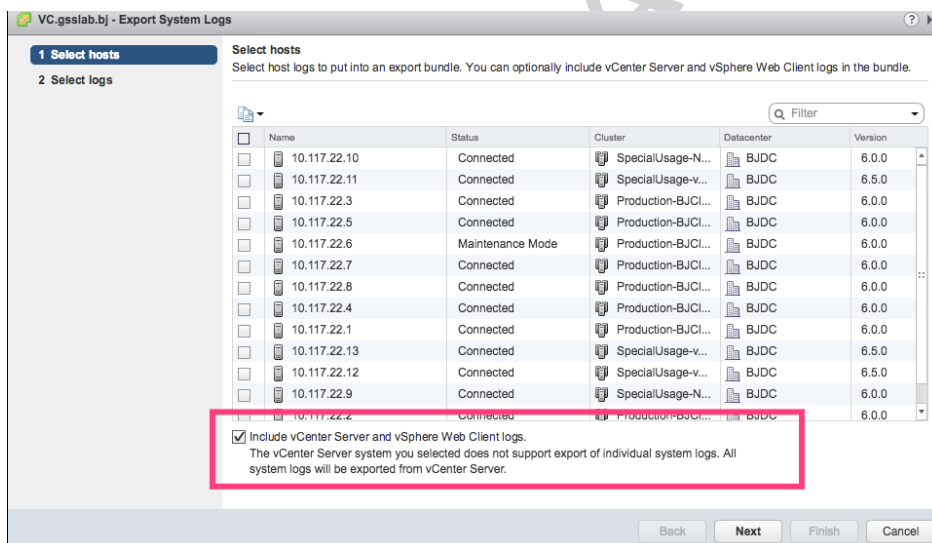 VC.gsslab.bj - Export System Logs
1 Select hosts
2 Select logs
Select hosts
Select host logs to put into an export bundle. You can optionally include vCenter Server and vSphere Web Client logs in the bundle.
Filter
Name Status Cluster Datacenter Version
10.117.22.10 Connected SpecialUsage-N... BJDC 6.0.0
10.117.22.11 Connected SpecialUsage-v... BJDC 6.5.0
10.117.22.3 Connected Production-BJCl... BJDC 6.0.0
10.117.22.5 Connected Production-BJCl... BJDC 6.0.0
10.117.22.6 Maintenance Mode Production-BJCl... BJDC 6.0.0
10.117.22.7 Connected Production-BJCl... BJDC 6.0.0
10.117.22.8 Connected Production-BJCl... BJDC 6.0.0
10.117.22.4 Connected Production-BJCl... BJDC 6.0.0
10.117.22.1 Connected Production-BJCl... BJDC 6.0.0
10.117.22.13 Connected SpecialUsage-v... BJDC 6.5.0
10.117.22.12 Connected SpecialUsage-v... BJDC 6.5.0
10.117.22.9 Connected SpecialUsage-N... BJDC 6.0.0
10.117.22.2 Connected Production-BJCl... BJDC 6.0.0
Include vCenter Server and vSphere Web Client logs.
The vCenter Server system you selected does not support export of individual system logs. All
system logs will be exported from vCenter Server.
Back Next Finish Cancel